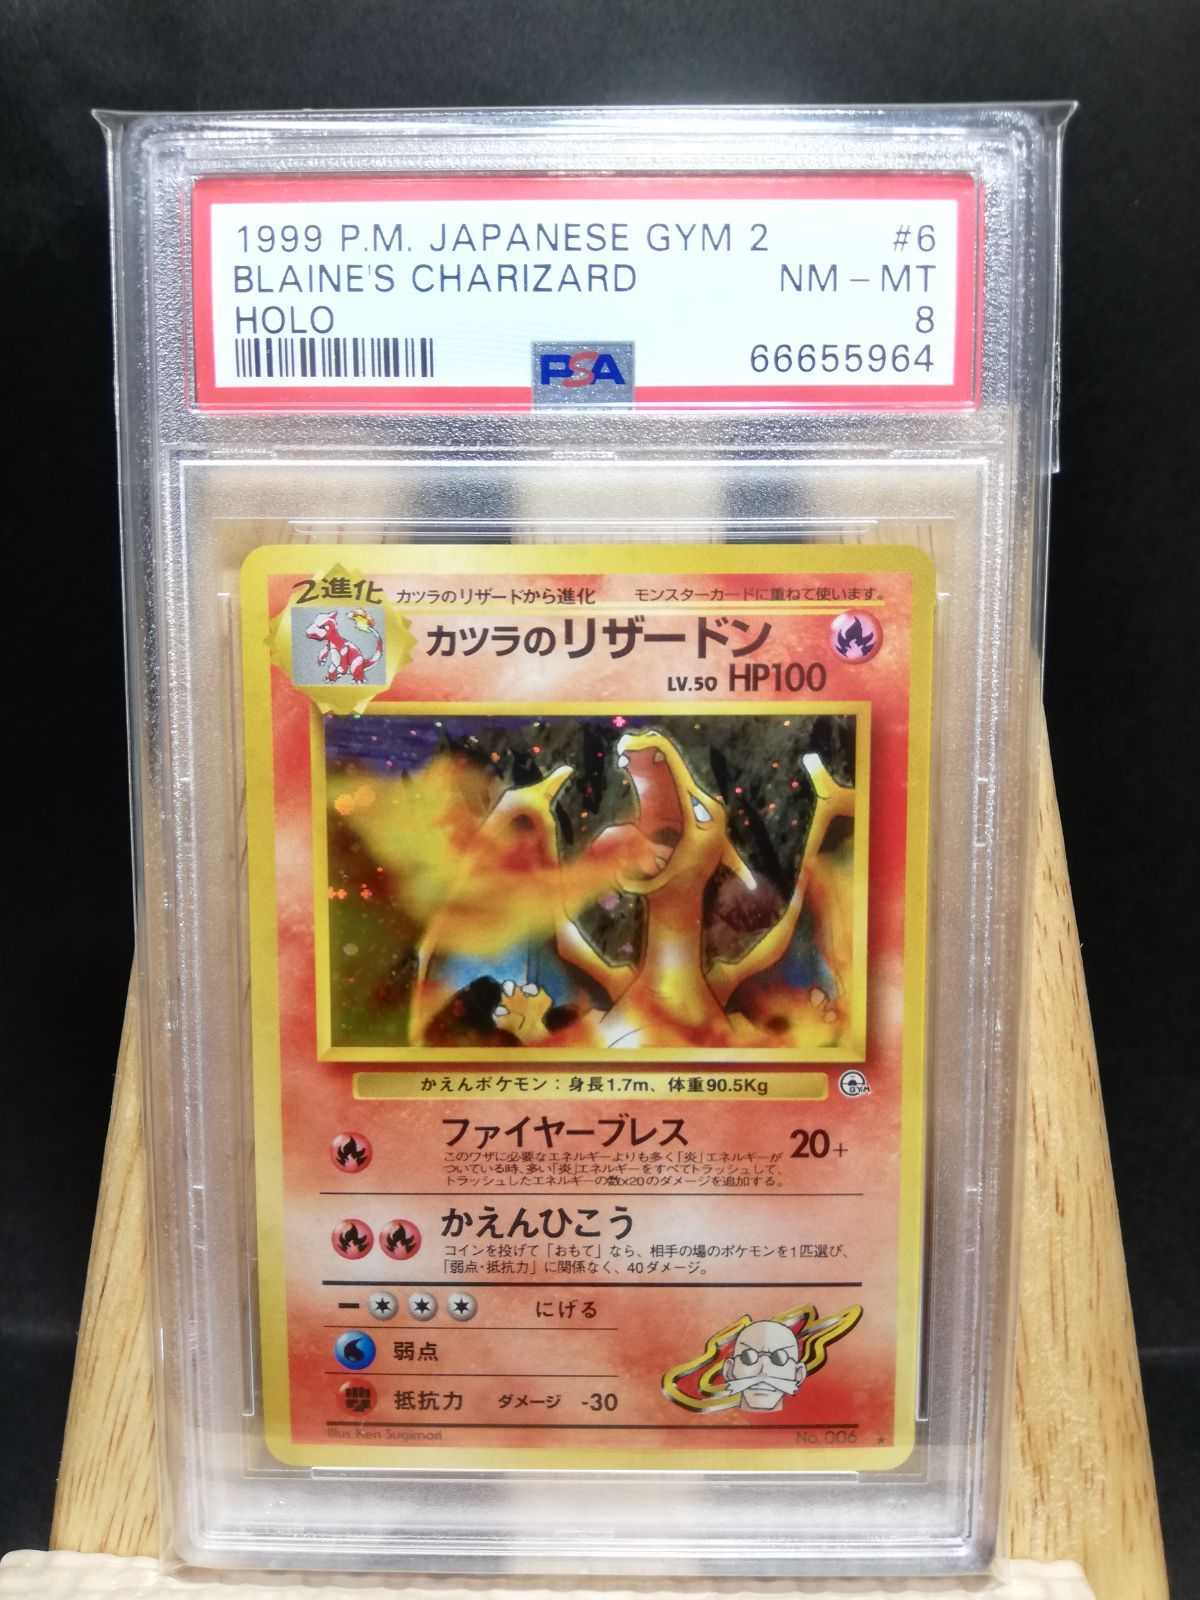 1999 P.M. JAPANESE GYM 2 #6
BLAINE'S CHARIZARD NM - MT
HOLO 8
PSA 66655964
2進化 カツラのリザードから進化 モンスターカードに重ねて使います。
カツラのリザードン
LV.50 HP100
かえんポケモン：身長1.7m、体重90.5Kg
GYM
ファイヤーブレス 20+
このワザに必要なエネルギーよりも多く「炎」エネルギーが
ついている時、多い「炎」エネルギーをすべてトラッシュして、
トラッシュしたエネルギーの数×20のダメージを追加する。
かえんひこう
コインを投げて「おもて」なら、相手の場のポケモンを1匹選び、
「弱点・抵抗力」に関係なく、40ダメージ。
− にげる
弱点
抵抗力 ダメージ -30
Illus. Ken Sugimori No. 006 ★